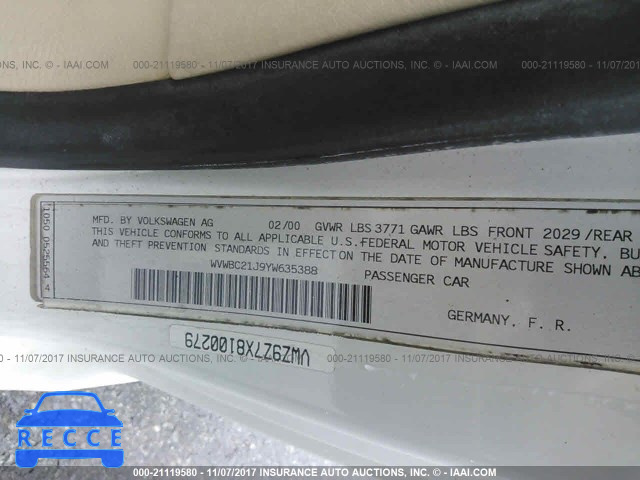 000-21119580 - 11/07/2017 INSURANCE AUTO AUCTIONS, INC. - © IAAI.COM
MFD. BY VOLKSWAGEN AG 02/00 GVWR LBS 3771 GAWR LBS FRONT 2029 /REAR
THIS VEHICLE CONFORMS TO ALL APPLICABLE U.S.FEDERAL MOTOR VEHICLE SAFETY, BU
AND THEFT PREVENTION STANDARDS IN EFFECT ON THE DATE OF MANUFACTURE SHOWN AB
WVWBC21J9YW635388 PASSENGER CAR
GERMANY, F. R.
VWZ9Z7X8100279
INSURANCE AUTO AUCTIONS, INC. - © IAAI.COM
000-21119580 - 11/07/2017 INSURANCE AUTO AUCTIONS, INC. - © IAAI.COM
000-21119580 - 11/07/2017
RECCE
000-21119580 - 11/07/2017 INSURANCE AUTO AUCTIONS, INC. - © IAAI.COM